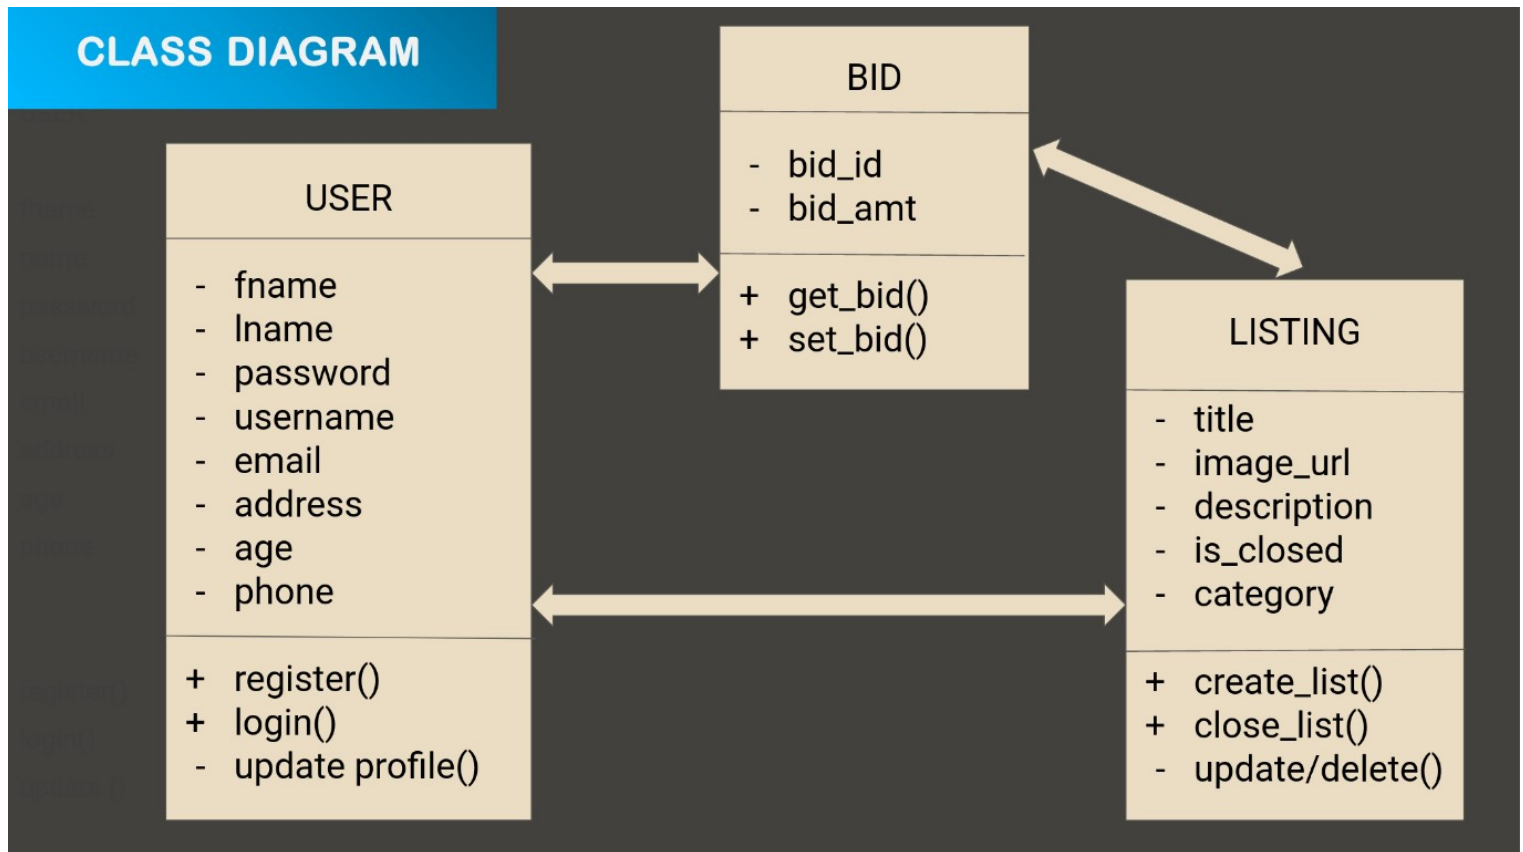 CLASS DIAGRAM
USER
- fname
- lname
- password
- username
- email
- address
- age
- phone
+ register()
+ login()
- update profile()
BID
- bid_id
- bid_amt
+ get_bid()
+ set_bid()
LISTING
- title
- image_url
- description
- is_closed
- category
+ create_list()
+ close_list()
- update/delete()